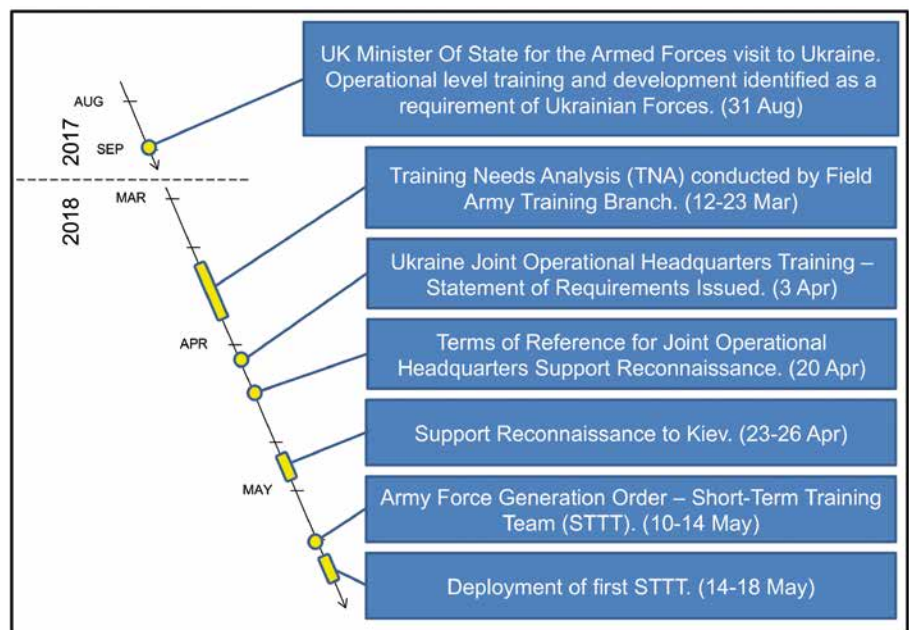 UK Minister Of State for the Armed Forces visit to Ukraine.
Operational level training and development identified as a
requirement of Ukrainian Forces. (31 Aug)
AUG
2017
SEP
Training Needs Analysis (TNA) conducted by Field
Army Training Branch. (12-23 Mar)
2018
MAR
Ukraine Joint Operational Headquarters Training –
Statement of Requirements Issued. (3 Apr)
APR
Terms of Reference for Joint Operational
Headquarters Support Reconnaissance. (20 Apr)
Support Reconnaissance to Kiev. (23-26 Apr)
MAY
Army Force Generation Order – Short-Term Training
Team (STTT). (10-14 May)
Deployment of first STTT. (14-18 May)